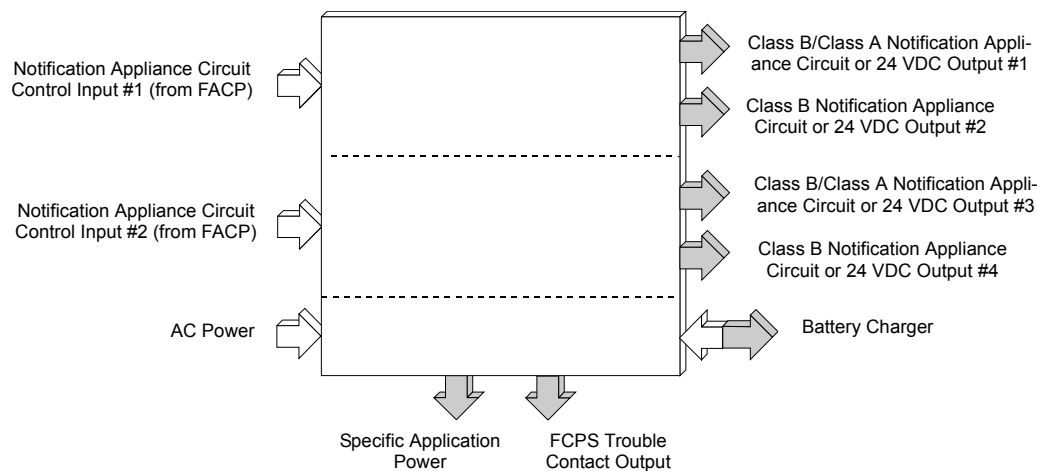 Notification Appliance Circuit
Control Input #1 (from FACP)
Notification Appliance Circuit
Control Input #2 (from FACP)
AC Power
Class B/Class A Notification Appli-
ance Circuit or 24 VDC Output #1
Class B Notification Appliance
Circuit or 24 VDC Output #2
Class B/Class A Notification Appli-
ance Circuit or 24 VDC Output #3
Class B Notification Appliance
Circuit or 24 VDC Output #4
Battery Charger
Specific Application
Power
FCPS Trouble
Contact Output